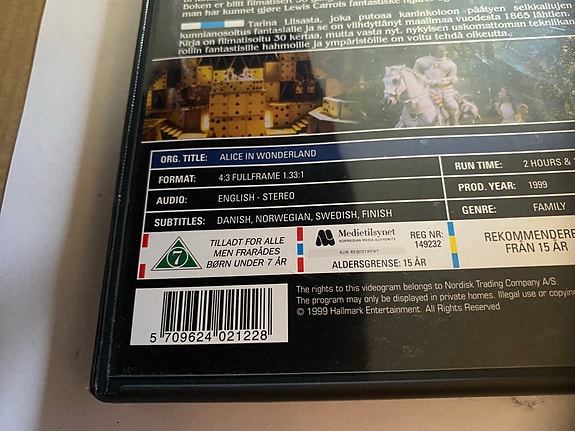 man har kunnet gjøre Lewis Carrols fantastiske
Tarina Liisasta, joka putoaa kaninkoloon päätyen seikkailujen
kunnianosoitus fantasialle ja se on viihdyttänyt maailmaa vuodesta 1865 lähtien.
Kirja on filmatisoitu 30 kertaa, mutta vasta nyt, nykyisen uskomattoman tekniikan
rollin fantastisille hahmoille ja ympäristöille on voitu tehdä oikeutta.
ORG. TITLE: ALICE IN WONDERLAND
FORMAT: 4:3 FULLFRAME 1.33:1
AUDIO: ENGLISH - STEREO
SUBTITLES: DANISH, NORWEGIAN, SWEDISH, FINISH
RUN TIME: 2 HOURS &
PROD. YEAR: 1999
GENRE: FAMILY
7
TILLADT FOR ALLE
MEN FRARÅDES
BØRN UNDER 7 ÅR
Medietilsynet
NORWEGIAN MEDIA AUTHORITY
REG NR:
149232
KUN REGISTRERT
ALDERSGRENSE: 15 ÅR
REKOMMENDERE
FRÅN 15 ÅR
The rights to this videogram belongs to Nordisk Trading Company A/S
The program may only be displayed in private homes. Illegal use or copying
© 1999 Hallmark Entertainment. All Rights Reserved
5 709624 021228